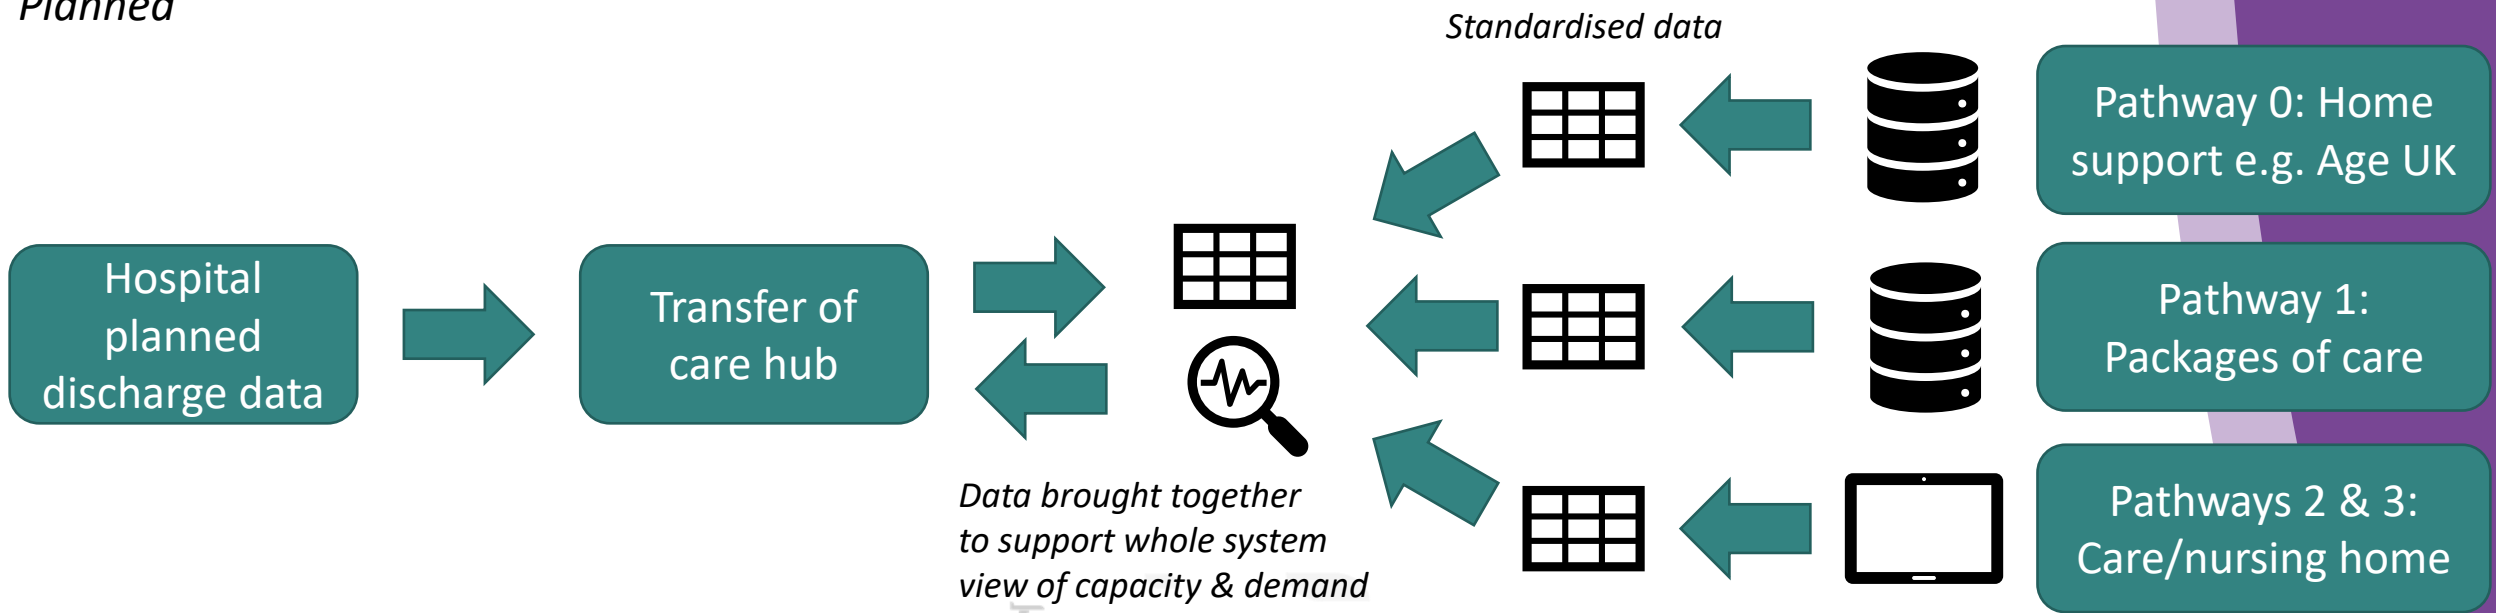 Planned
Standardised data
Pathway 0: Home
support e.g. Age UK
Hospital
planned
discharge data
Transfer of
care hub
Pathway 1:
Packages of care
Data brought together
to support whole system
view of capacity & demand
Pathways 2 & 3:
Care/nursing home